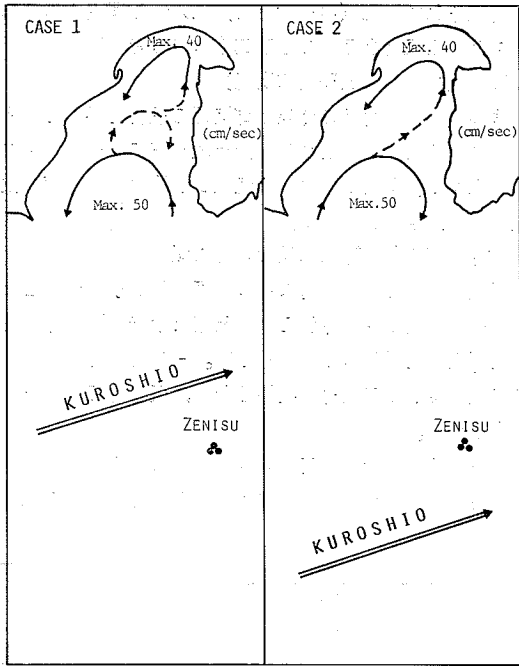 CASE 1
Max. 40
(cm/sec)
Max. 50
KUROSHIO
ZENISU
CASE 2
Max. 40
(cm/sec)
Max.50
ZENISU
KUROSHIO